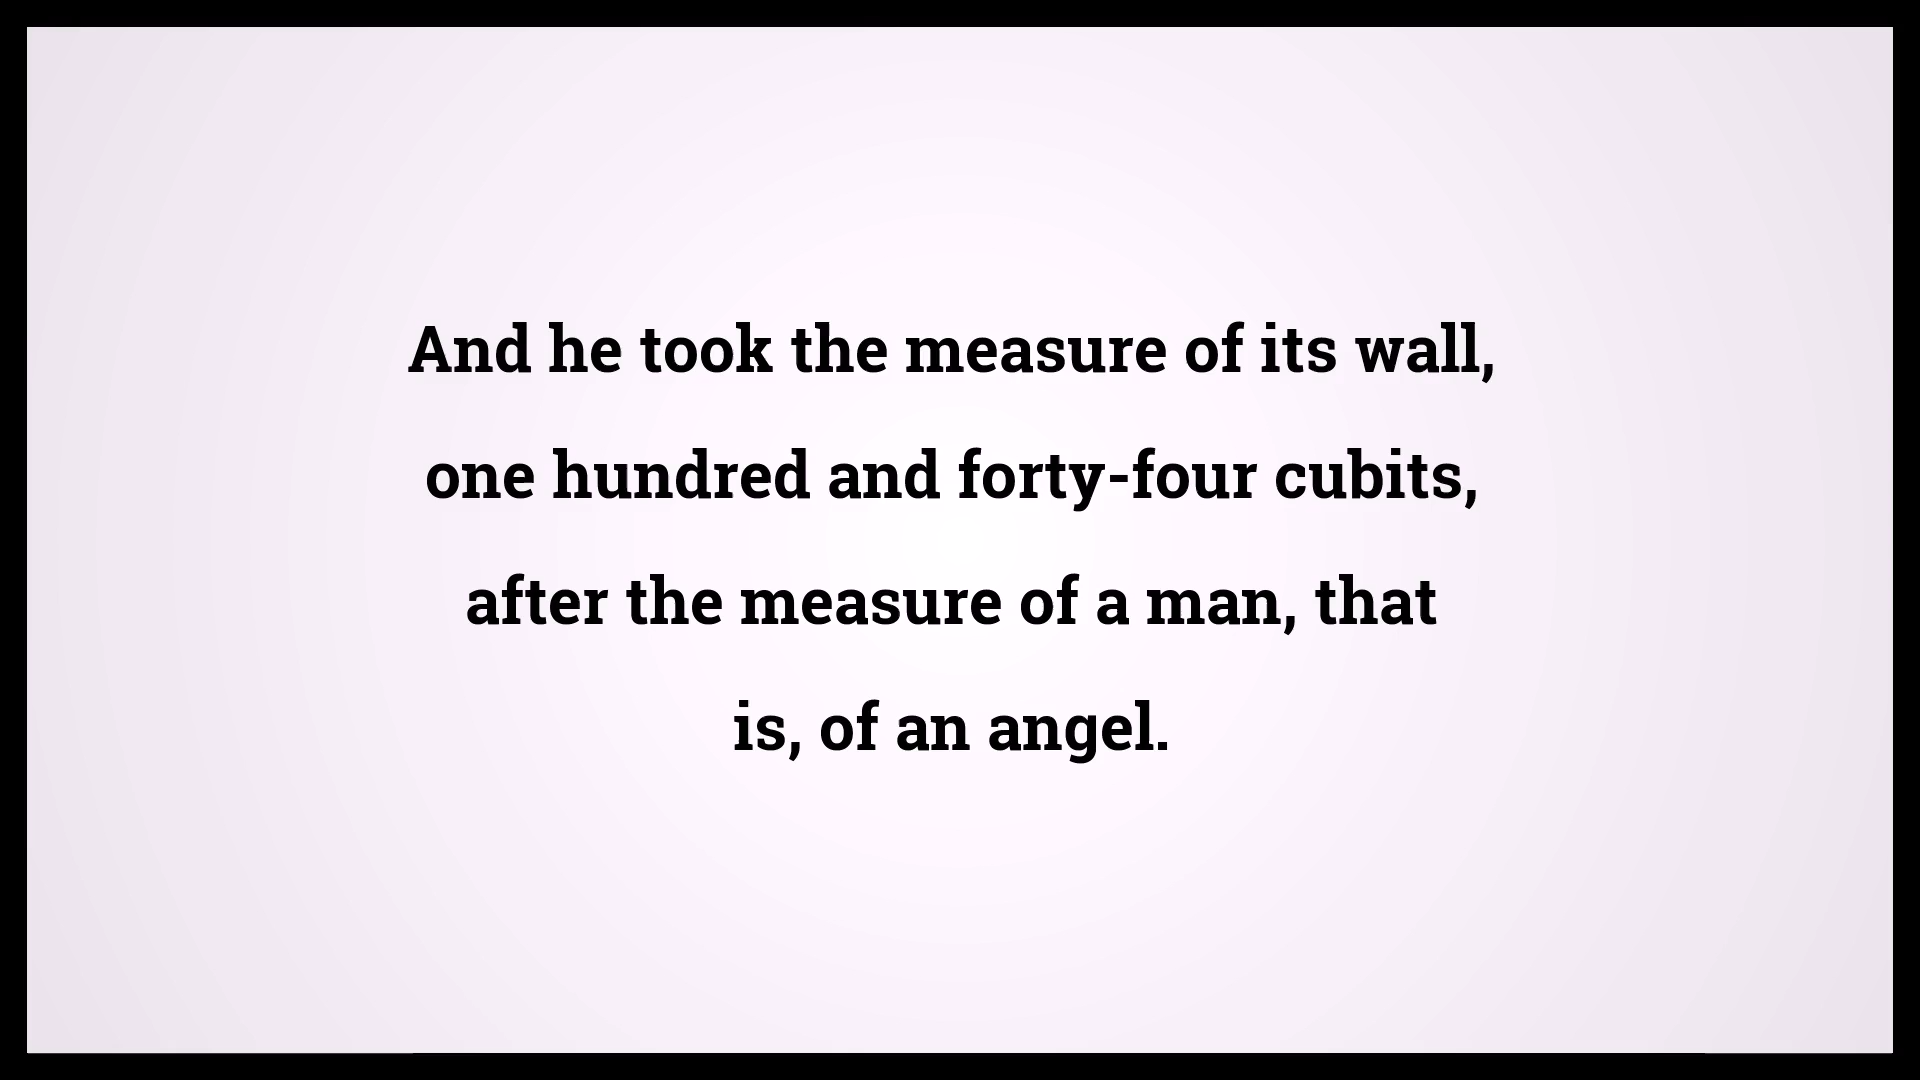 And he took the measure of its wall,
one hundred and forty-four cubits,
after the measure of a man, that
is, of an angel.